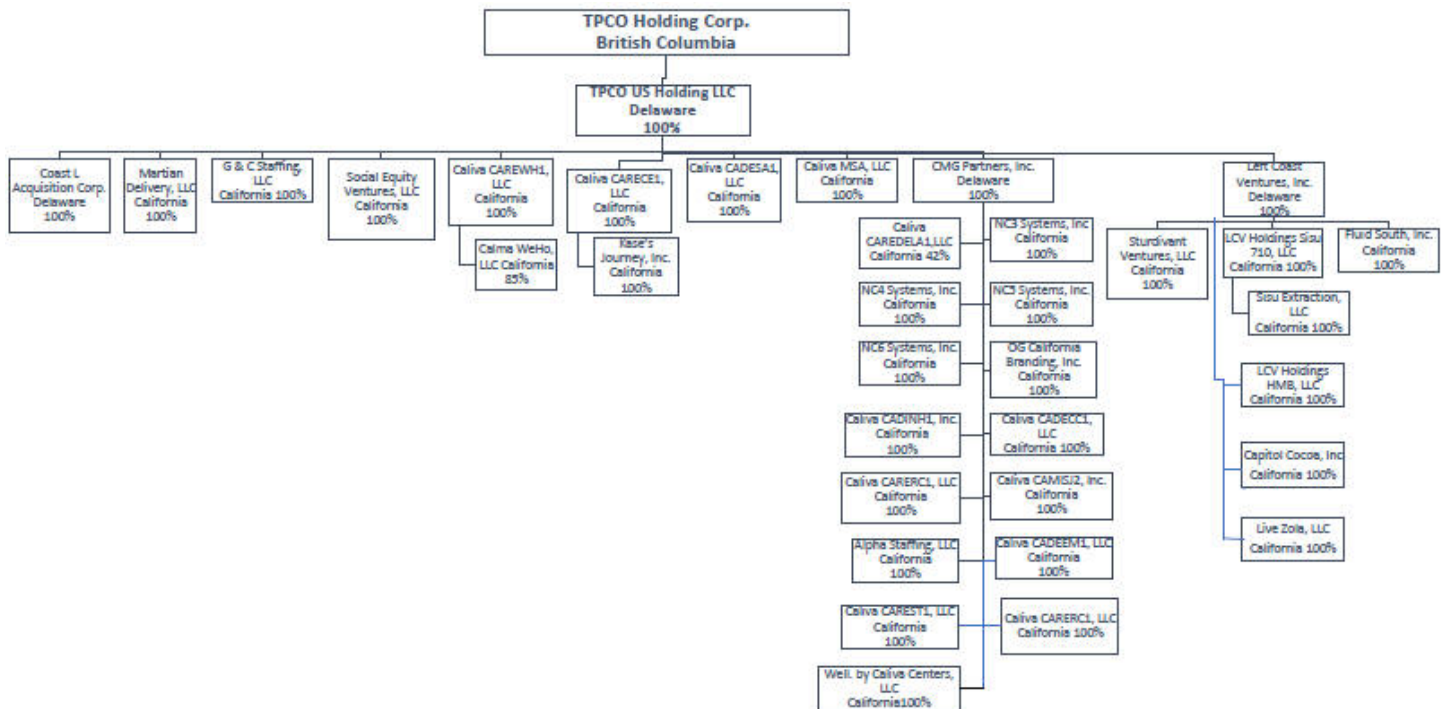 TPCO Holding Corp.
British Columbia
TPCO US Holding LLC
Delaware
100%
Coast L
Acquisition Corp.
Delaware
100%
Martian
Delivery, LLC
California
100%
G & C Staffing,
LLC
California 100%
Social Equity
Ventures, LLC
California
100%
Caliva CAREWH1,
LLC
California
100%
Calma WeHo,
LLC California
85%
Caliva CARECE1,
LLC
California
100%
Kase's
Journey, Inc.
California
100%
Caliva CADESA1,
LLC
California
100%
Caliva MSA, LLC
California
100%
CMG Partners, Inc.
Delaware
100%
Caliva
CAREDELA1,LLC
California 42%
NC3 Systems, Inc
California
100%
NC4 Systems, Inc.
California
100%
NC5 Systems, Inc.
California
100%
NC6 Systems, Inc.
California
100%
OG California
Branding, Inc.
California
100%
Caliva CADINH1, Inc.
California
100%
Caliva CADECC1,
LLC
California 100%
Caliva CARERC1, LLC
California
100%
Caliva CAMISJ2, Inc.
California
100%
Alpha Staffing, LLC
California
100%
Caliva CADEEM1, LLC
California
100%
Caliva CAREST1, LLC
California
100%
Caliva CARERC1, LLC
California 100%
Well. by Caliva Centers,
LLC
California100%
Left Coast
Ventures, Inc.
Delaware
100%
Sturdivant
Ventures, LLC
California
100%
LCV Holdings Sisu
710, LLC
California 100%
Fluid South, Inc.
California
100%
Sisu Extraction,
LLC
California 100%
LCV Holdings
HMB, LLC
California 100%
Capitol Cocoa, Inc
California 100%
Live Zola, LLC
California 100%